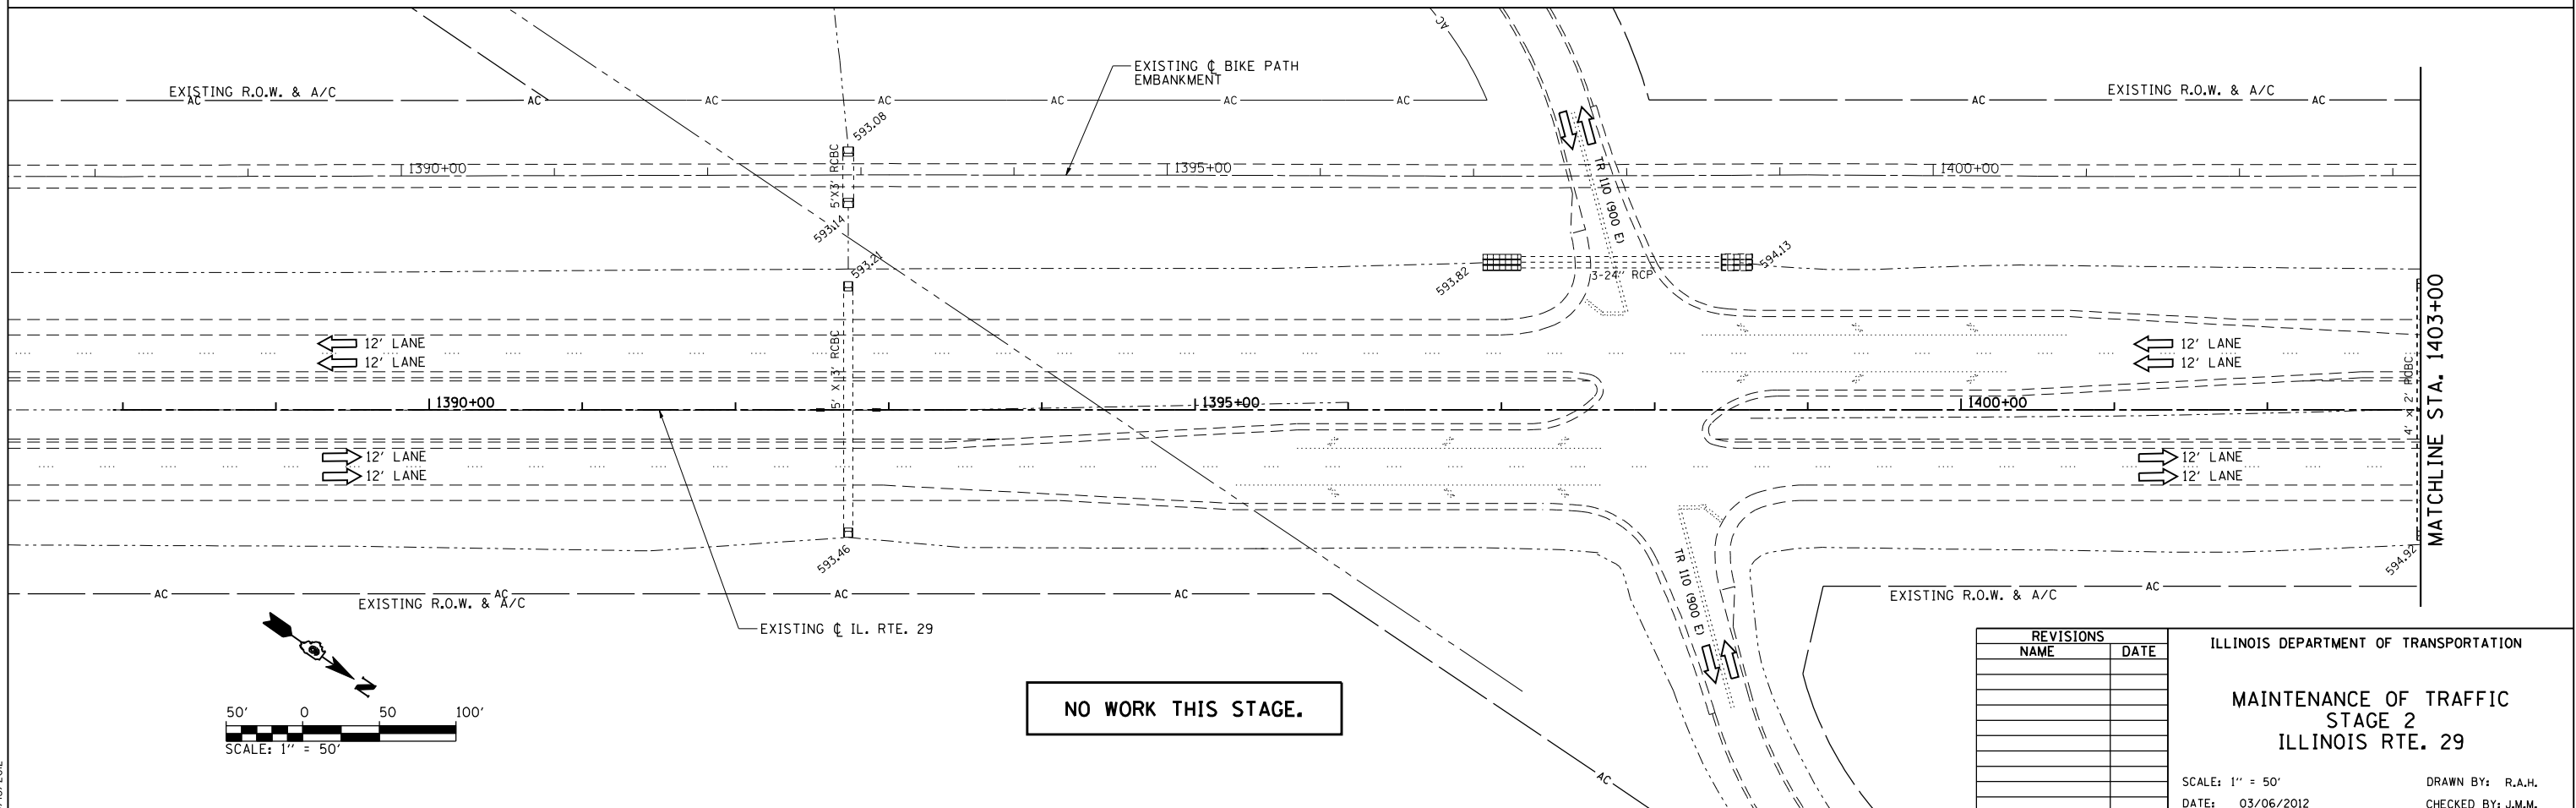 EXISTING ℄ BIKE PATH
EMBANKMENT
EXISTING R.O.W. & A/C
AC
AC
AC
AC
AC
AC
AC
AC
EXISTING R.O.W. & A/C
AC
AC
593.08
5'X3' RCBC
593.14
593.21
1390+00
1395+00
1400+00
TR 110 (900 E)
593.82
3-24" RCP
594.13
12' LANE
12' LANE
5' X 3' RCBC
12' LANE
12' LANE
1390+00
1395+00
1400+00
12' LANE
12' LANE
12' LANE
12' LANE
4' x 2' RCBC
MATCHLINE STA. 1403+00
593.46
594.92
TR 110 (900 E)
AC
AC
AC
AC
EXISTING R.O.W. & A/C
AC
EXISTING R.O.W. & A/C
AC
EXISTING ℄ IL. RTE. 29
N
50' 0 50 100'
SCALE: 1" = 50'
NO WORK THIS STAGE.
REVISIONS
NAME DATE
ILLINOIS DEPARTMENT OF TRANSPORTATION
MAINTENANCE OF TRAFFIC
STAGE 2
ILLINOIS RTE. 29
SCALE: 1" = 50'
DRAWN BY: R.A.H.
DATE: 03/06/2012
CHECKED BY: J.M.M.